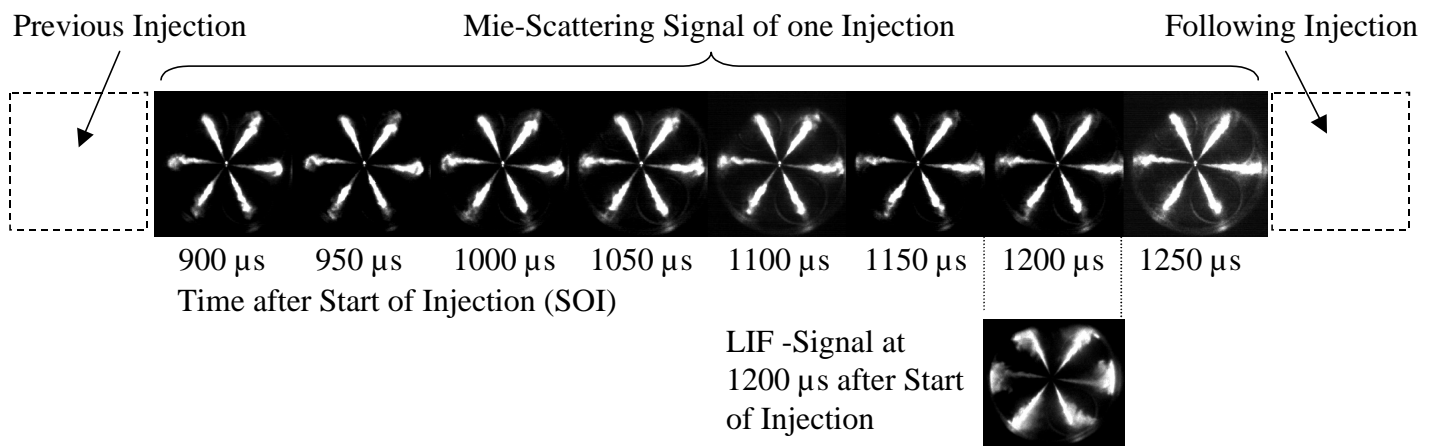 Previous Injection
Mie-Scattering Signal of one Injection
Following Injection
900 µs
950 µs
1000 µs
1050 µs
1100 µs
1150 µs
1200 µs
1250 µs
Time after Start of Injection (SOI)
LIF -Signal at
1200 µs after Start
of Injection